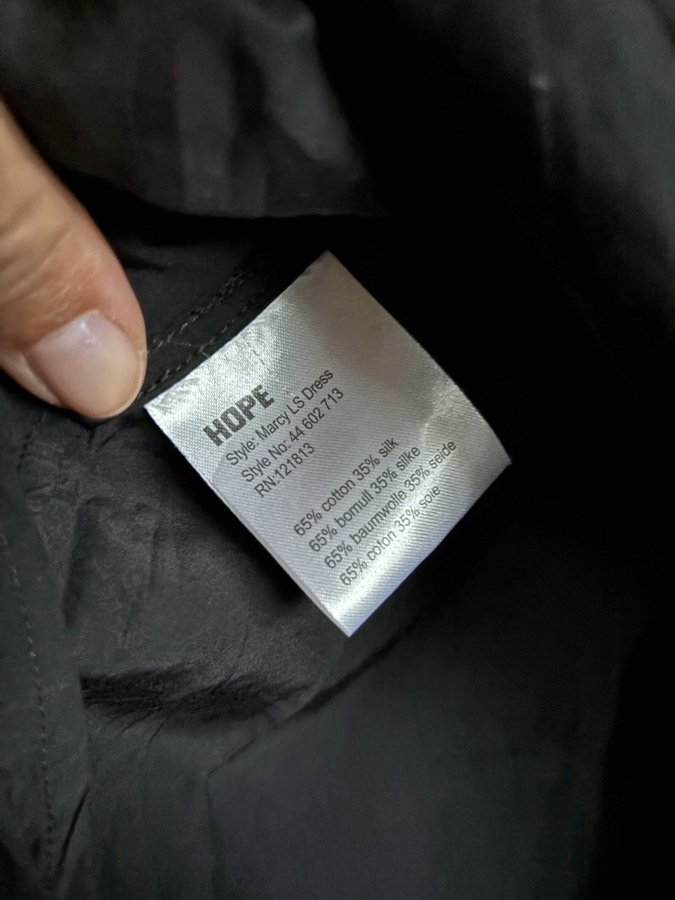 HOPE
Style: Marcy LS Dress
Style No: 44 602 713
RN:121813
65% cotton 35% silk
65% bomull 35% silke
65% baumwolle 35% seide
65% coton 35% soie